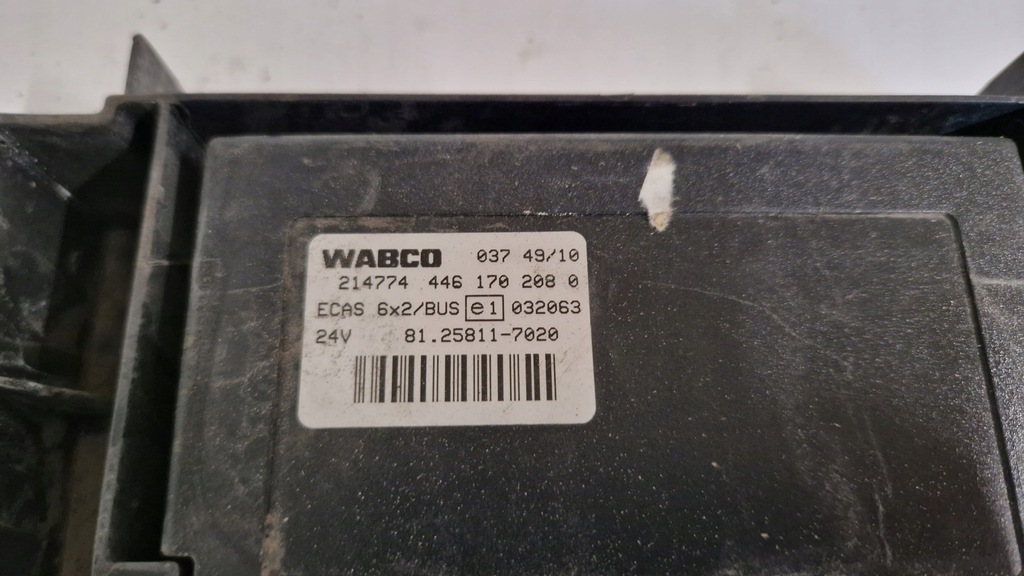 WABCO 037 49/10
214774 446 170 208 0
ECAS 6x2/BUS e1 032063
24V 81.25811-7020